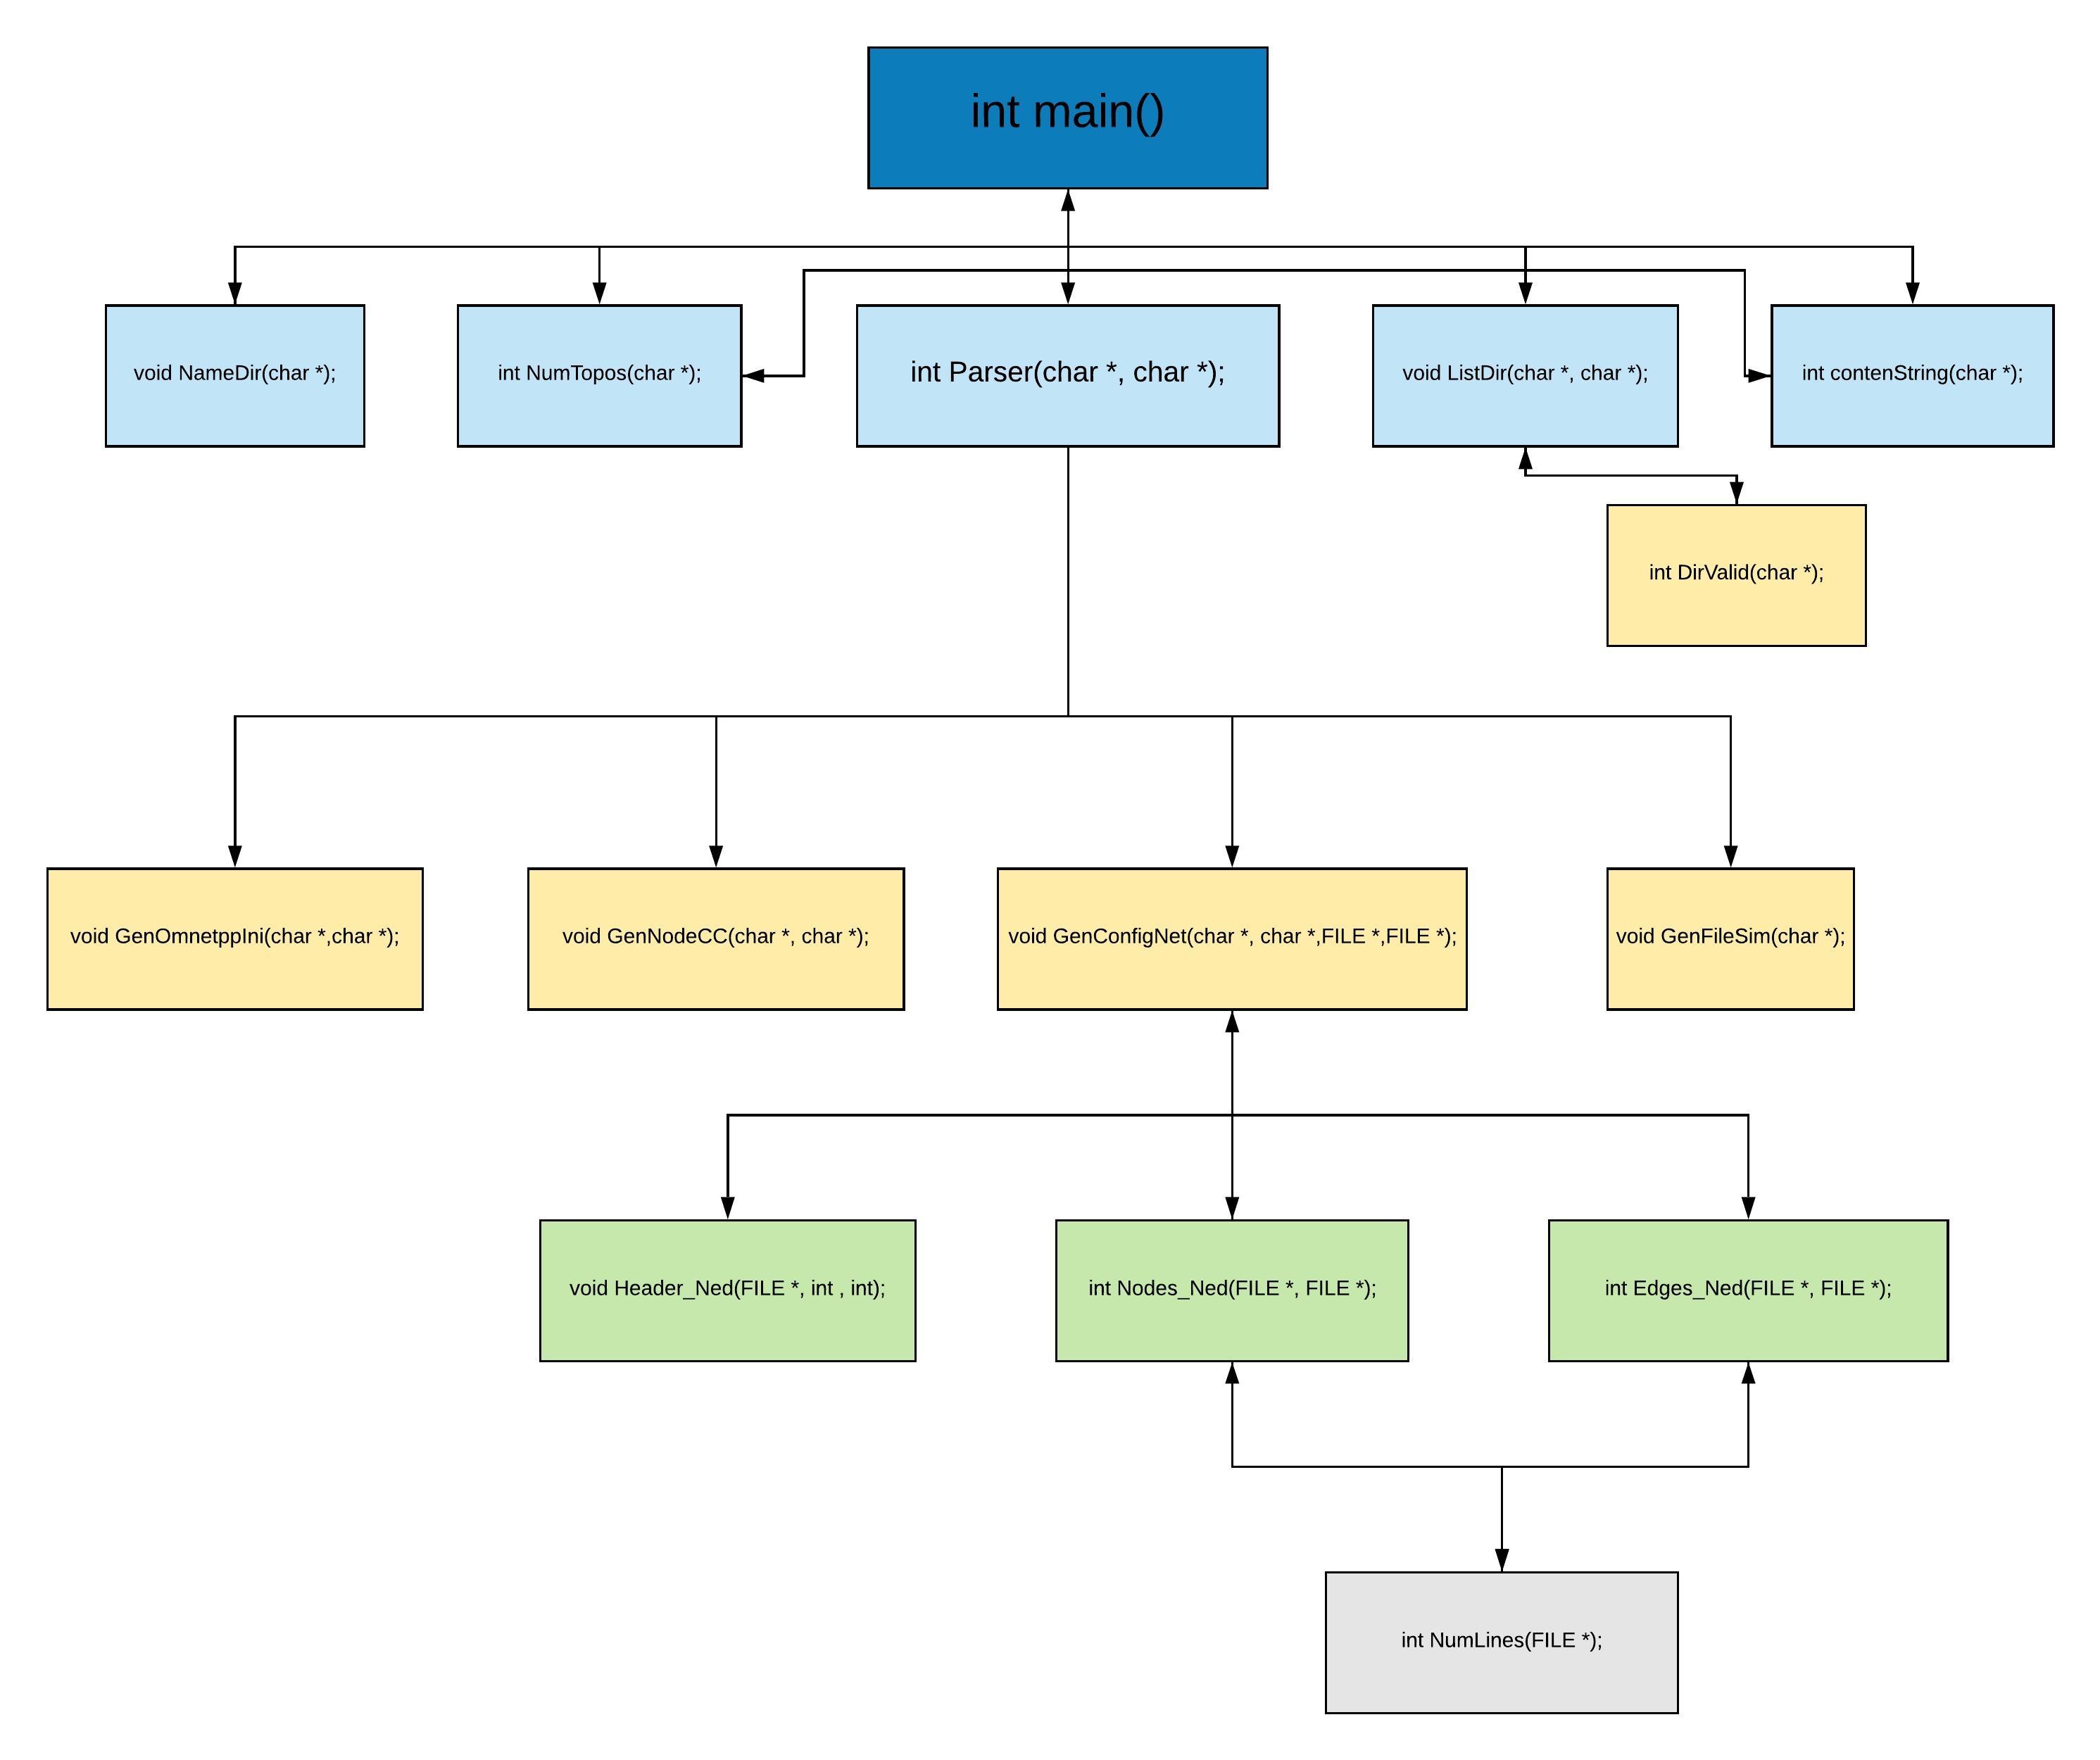 int main()
void NameDir(char *);
int NumTopos(char *);
int Parser(char *, char *);
void ListDir(char *, char *);
int contenString(char *);
int DirValid(char *);
void GenOmnetppIni(char *,char *);
void GenNodeCC(char *, char *);
void GenConfigNet(char *, char *,FILE *,FILE *);
void GenFileSim(char *);
void Header_Ned(FILE *, int , int);
int Nodes_Ned(FILE *, FILE *);
int Edges_Ned(FILE *, FILE *);
int NumLines(FILE *);